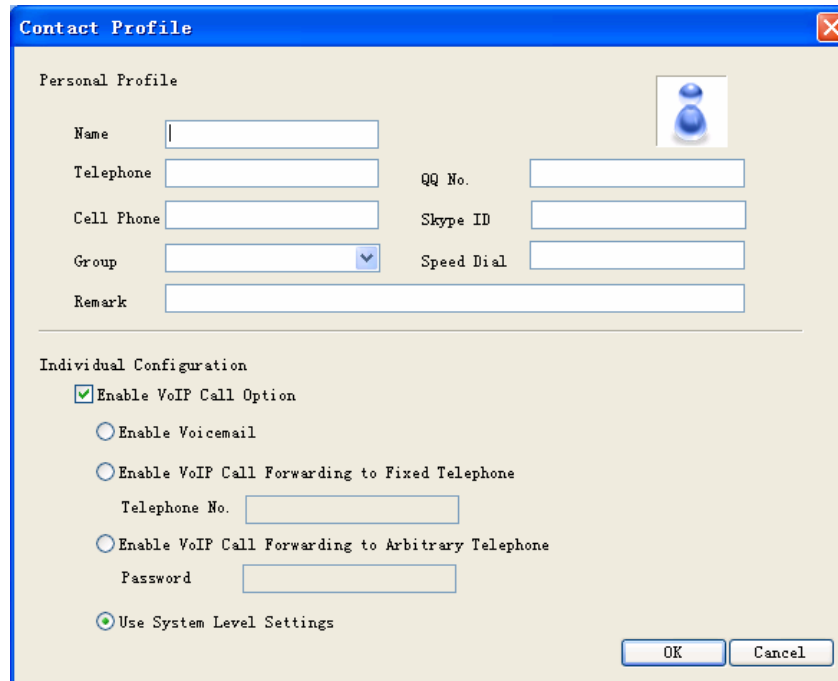 Contact Profile
Personal Profile
Name
Telephone
QQ No.
Cell Phone
Skype ID
Group
Speed Dial
Remark
Individual Configuration
Enable VoIP Call Option
Enable Voicemail
Enable VoIP Call Forwarding to Fixed Telephone
Telephone No.
Enable VoIP Call Forwarding to Arbitrary Telephone
Password
Use System Level Settings
OK
Cancel